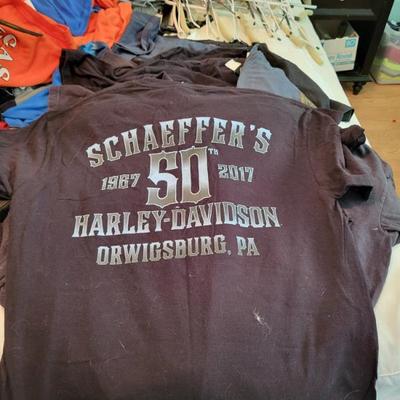 SCHAEFFER'S
1967 50TH 2017
HARLEY-DAVIDSON
ORWIGSBURG, PA